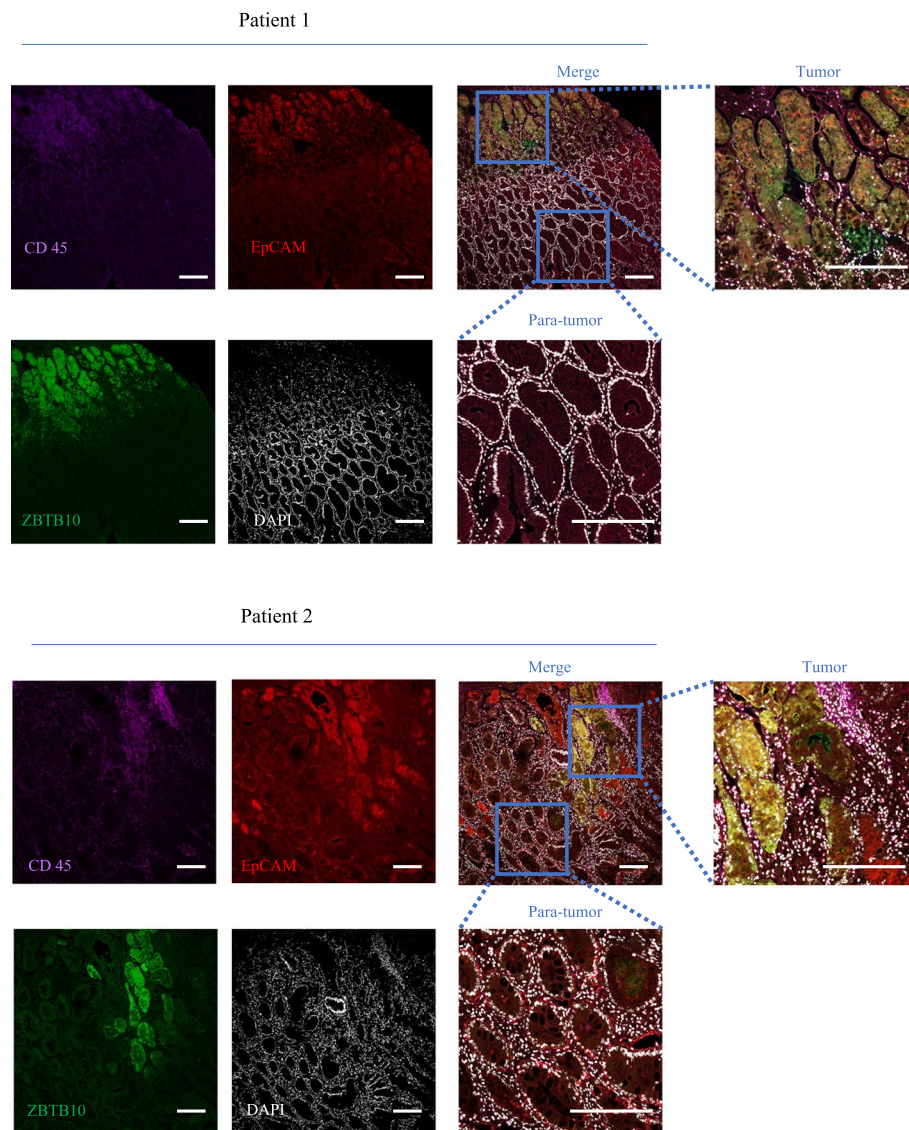 Patient 1
Merge
Tumor
CD 45
EpCAM
Para-tumor
ZBTB10
DAPI
Patient 2
Merge
Tumor
CD 45
EpCAM
Para-tumor
ZBTB10
DAPI